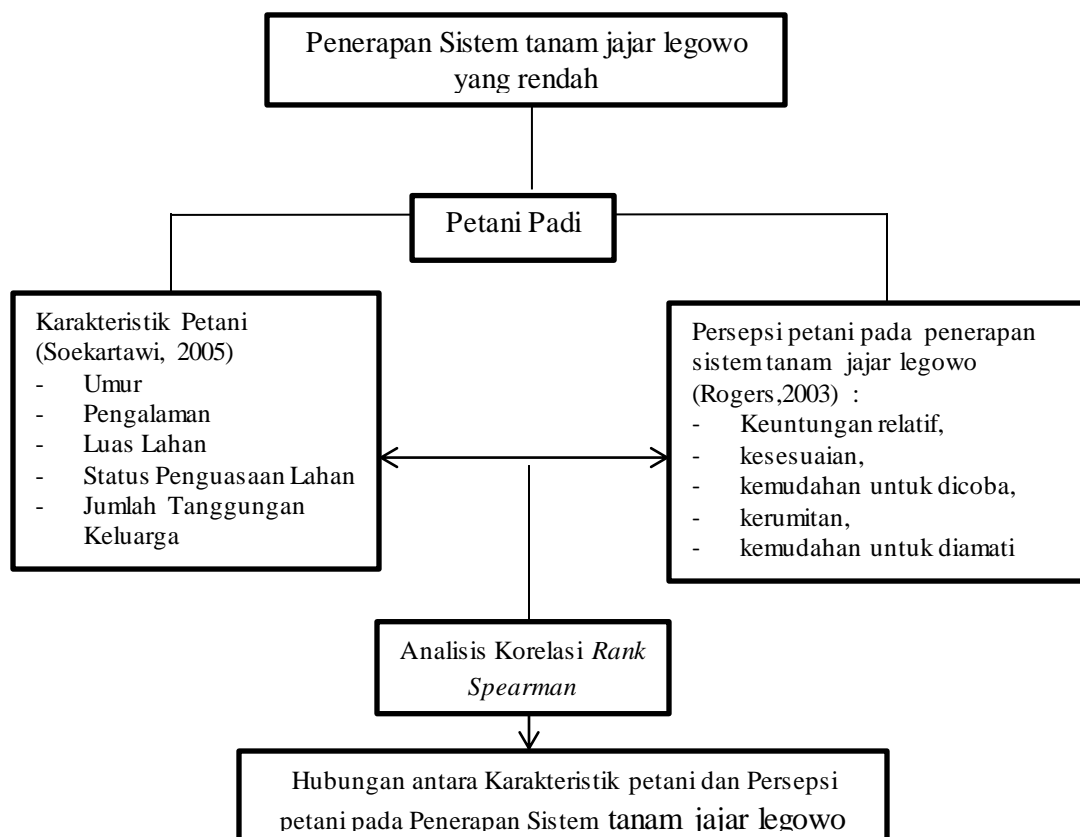 Penerapan Sistem tanam jajar legowo
yang rendah
Petani Padi
Karakteristik Petani
(Soekartawi, 2005)
- Umur
- Pengalaman
- Luas Lahan
- Status Penguasaan Lahan
- Jumlah Tanggungan
Keluarga
Persepsi petani pada penerapan
sistem tanam jajar legowo
(Rogers,2003) :
- Keuntungan relatif,
- kesesuaian,
- kemudahan untuk dicoba,
- kerumitan,
- kemudahan untuk diamati
Analisis Korelasi Rank
Spearman
Hubungan antara Karakteristik petani dan Persepsi
petani pada Penerapan Sistem tanam jajar legowo